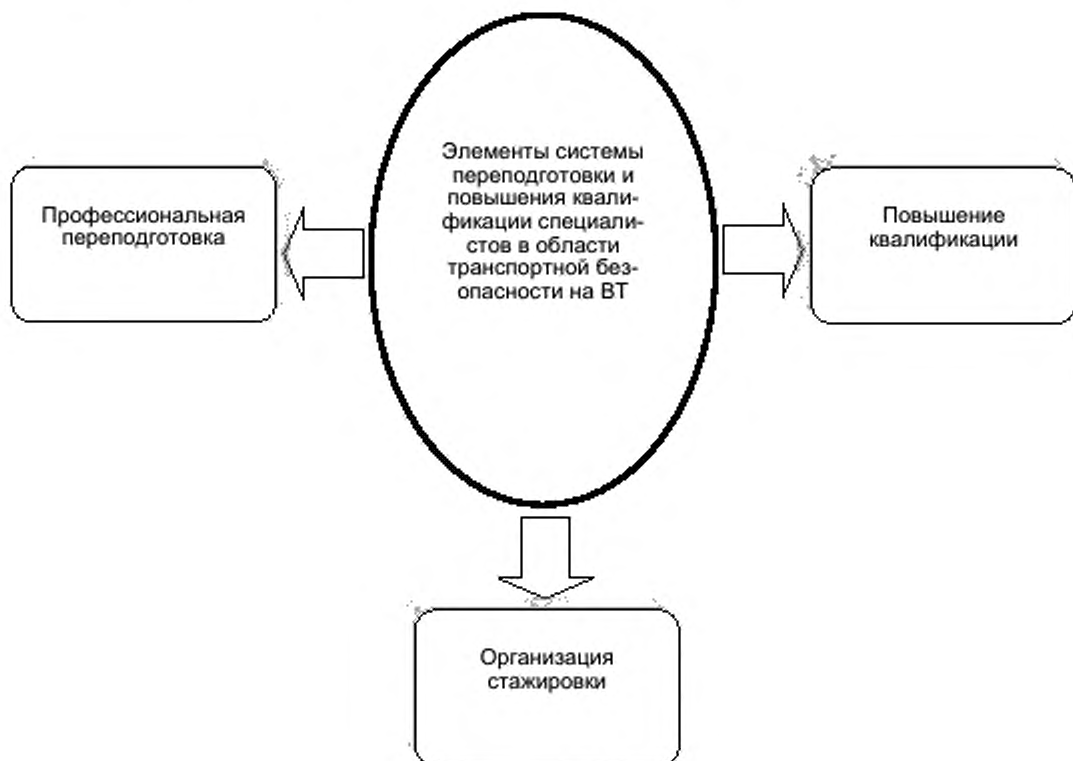 Элементы системы
переподготовки и
повышения квали-
фикации специали-
стов в области
транспортной без-
опасности на ВТ
Профессиональная
переподготовка
Повышение
квалификации
Организация
стажировки